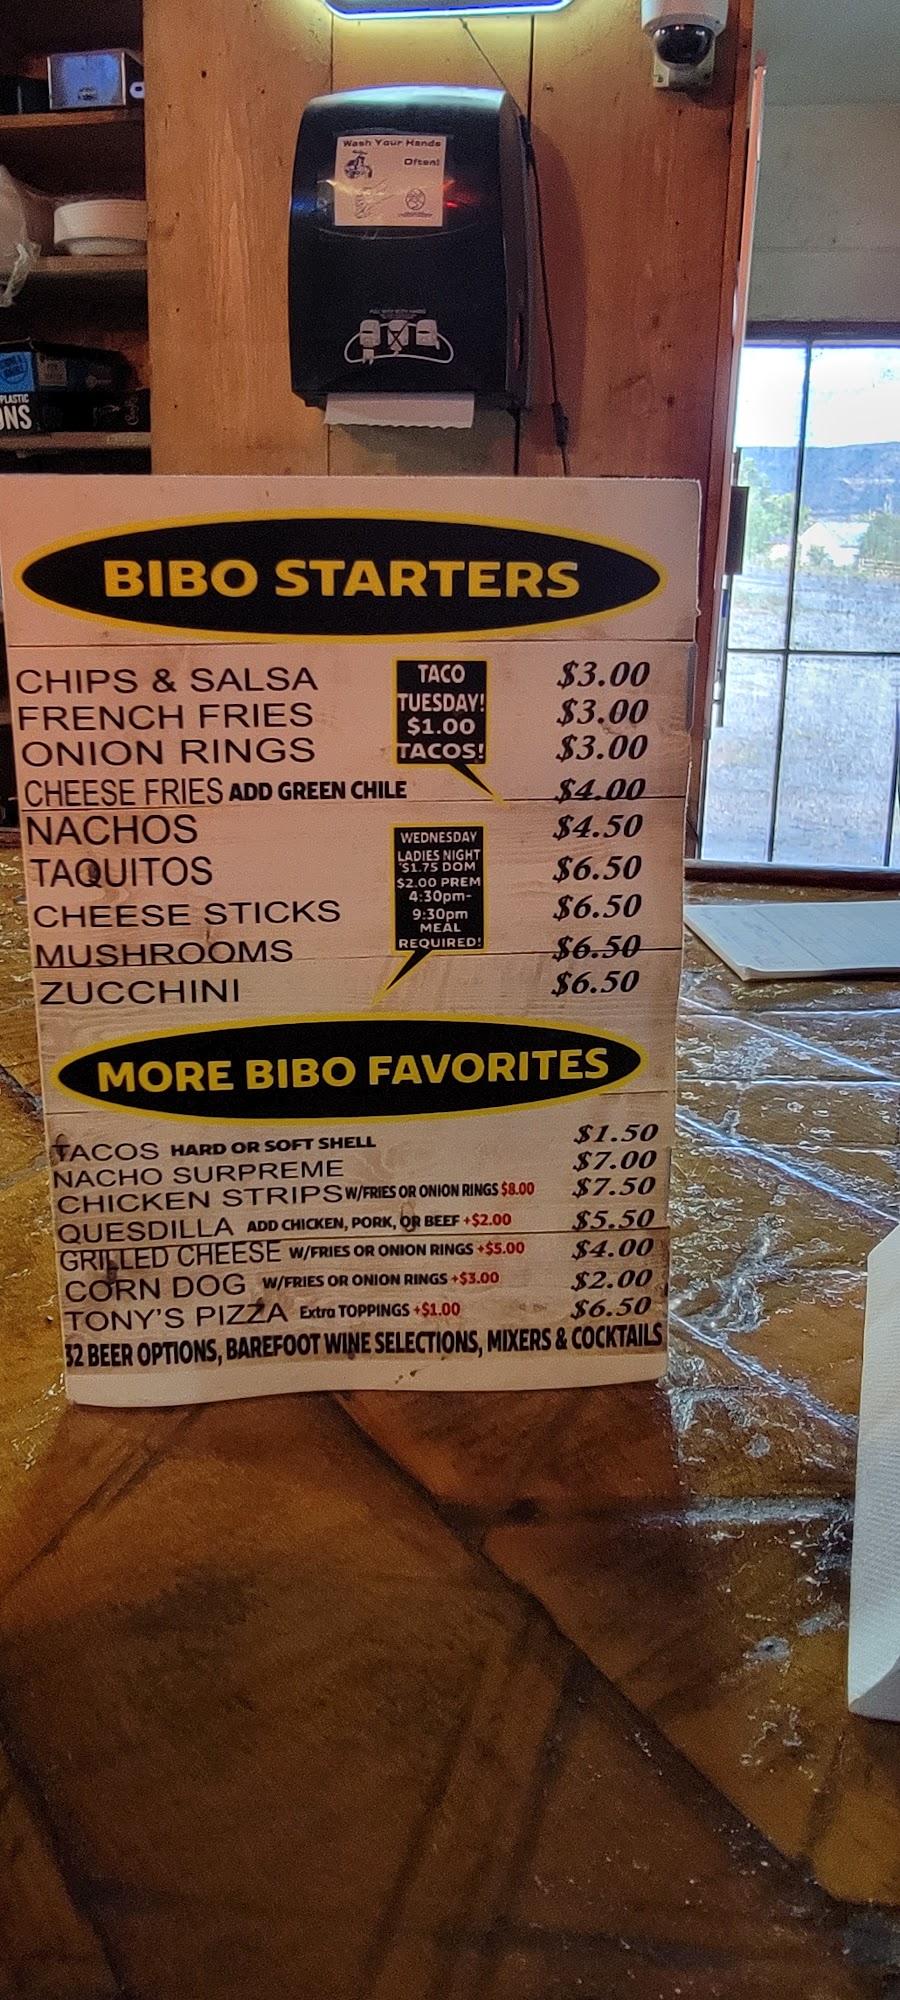 Wash Your Hands
Often!
PLASTIC
ONS
BIBO STARTERS
CHIPS & SALSA $3.00
FRENCH FRIES $3.00
ONION RINGS $3.00
CHEESE FRIES ADD GREEN CHILE $4.00
NACHOS $4.50
TAQUITOS $6.50
CHEESE STICKS $6.50
MUSHROOMS $6.50
ZUCCHINI $6.50
TACO
TUESDAY!
$1.00
TACOS!
WEDNESDAY
LADIES NIGHT
$1.75 DOM
$2.00 PREM
4:30pm-
9:30pm
MEAL
REQUIRED!
MORE BIBO FAVORITES
TACOS HARD OR SOFT SHELL $1.50
NACHO SURPREME $7.00
CHICKEN STRIPS W/FRIES OR ONION RINGS $8.00 $7.50
QUESDILLA ADD CHICKEN, PORK, OR BEEF +$2.00 $5.50
GRILLED CHEESE W/FRIES OR ONION RINGS +$5.00 $4.00
CORN DOG W/FRIES OR ONION RINGS +$3.00 $2.00
TONY'S PIZZA Extra TOPPINGS +$1.00 $6.50
32 BEER OPTIONS, BAREFOOT WINE SELECTIONS, MIXERS & COCKTAILS